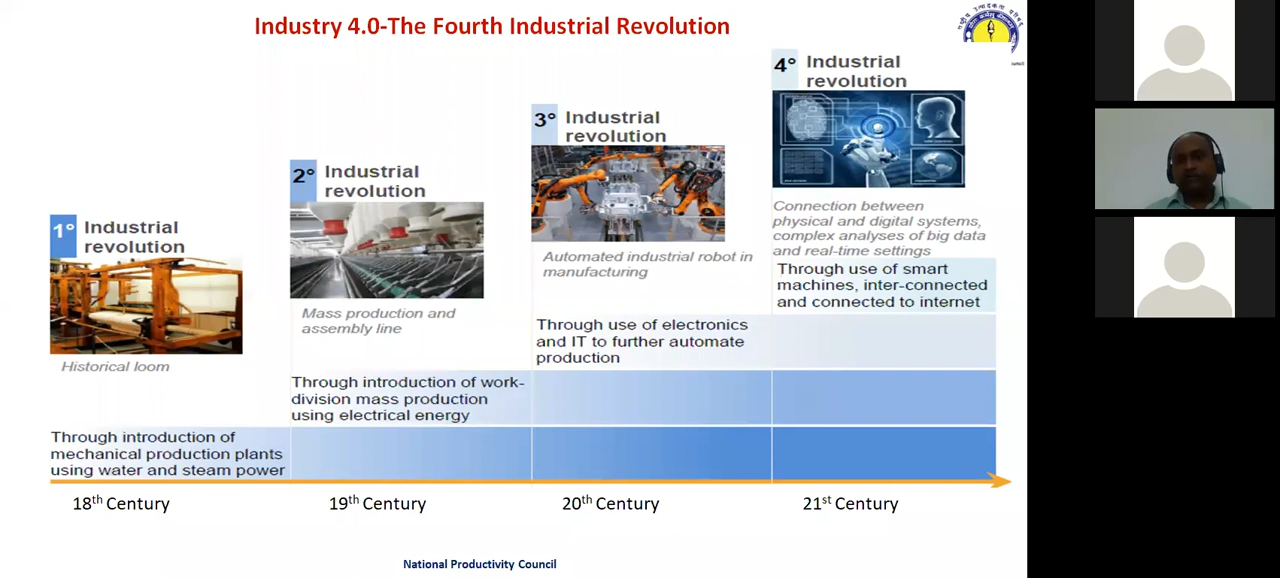 Industry 4.0-The Fourth Industrial Revolution
4° Industrial
revolution
3° Industrial
revolution
2° Industrial
revolution
1° Industrial
revolution
Connection between
physical and digital systems,
complex analyses of big data
and real-time settings
Automated industrial robot in
manufacturing
Mass production and
assembly line
Historical loom
Through use of smart
machines, inter-connected
and connected to internet
Through use of electronics
and IT to further automate
production
Through introduction of work-
division mass production
using electrical energy
Through introduction of
mechanical production plants
using water and steam power
18th Century
19th Century
20th Century
21st Century
National Productivity Council